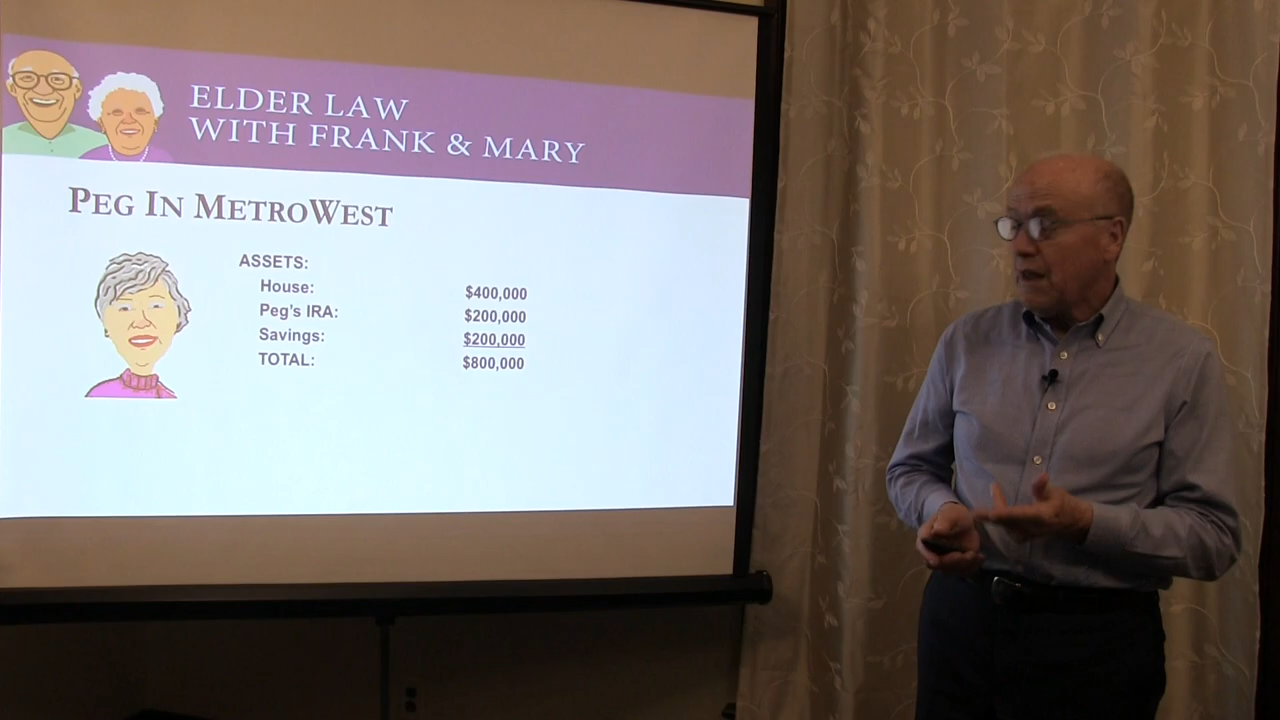 ELDER LAW
WITH FRANK & MARY
PEG IN METROWEST
ASSETS:
House: $400,000
Peg's IRA: $200,000
Savings: $200,000
TOTAL: $800,000